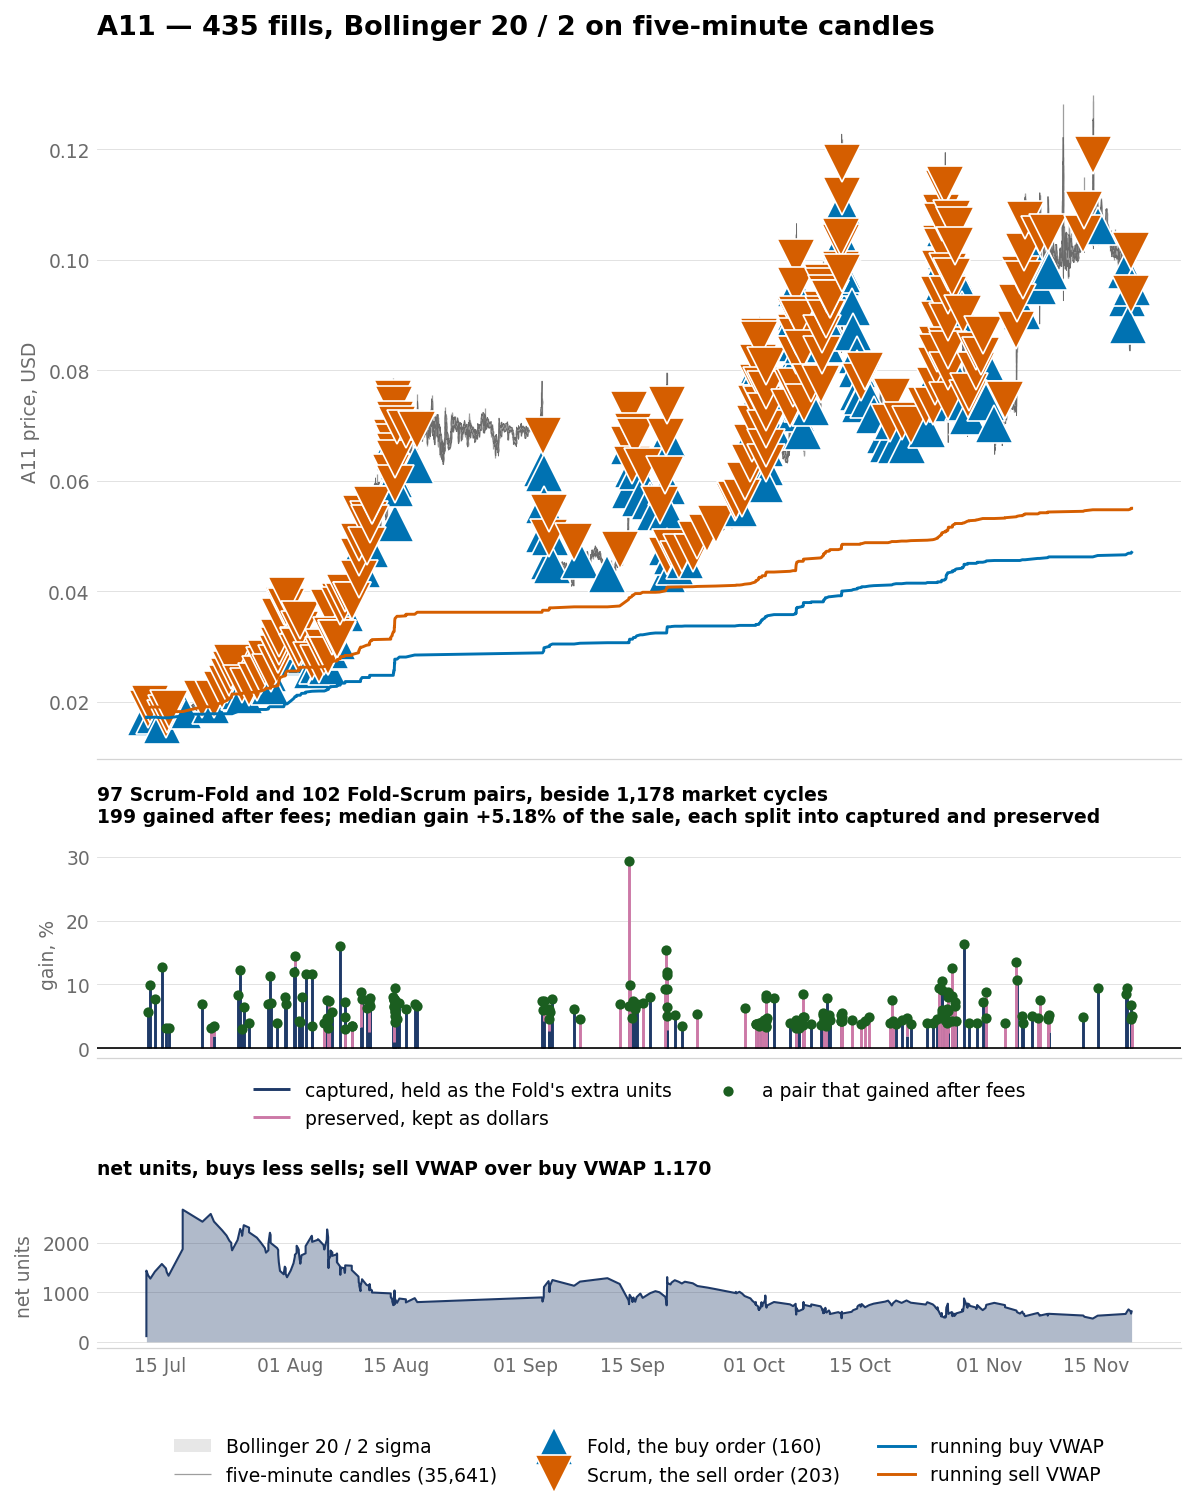 A11 — 435 fills, Bollinger 20 / 2 on five-minute candles
0.12
0.10
0.08
0.06
0.04
0.02
A11 price, USD
97 Scrum-Fold and 102 Fold-Scrum pairs, beside 1,178 market cycles
199 gained after fees; median gain +5.18% of the sale, each split into captured and preserved
30
20
10
0
gain, %
captured, held as the Fold's extra units
a pair that gained after fees
preserved, kept as dollars
net units, buys less sells; sell VWAP over buy VWAP 1.170
2000
1000
0
net units
15 Jul
01 Aug
15 Aug
01 Sep
15 Sep
01 Oct
15 Oct
01 Nov
15 Nov
Bollinger 20 / 2 sigma
Fold, the buy order (160)
running buy VWAP
five-minute candles (35,641)
Scrum, the sell order (203)
running sell VWAP